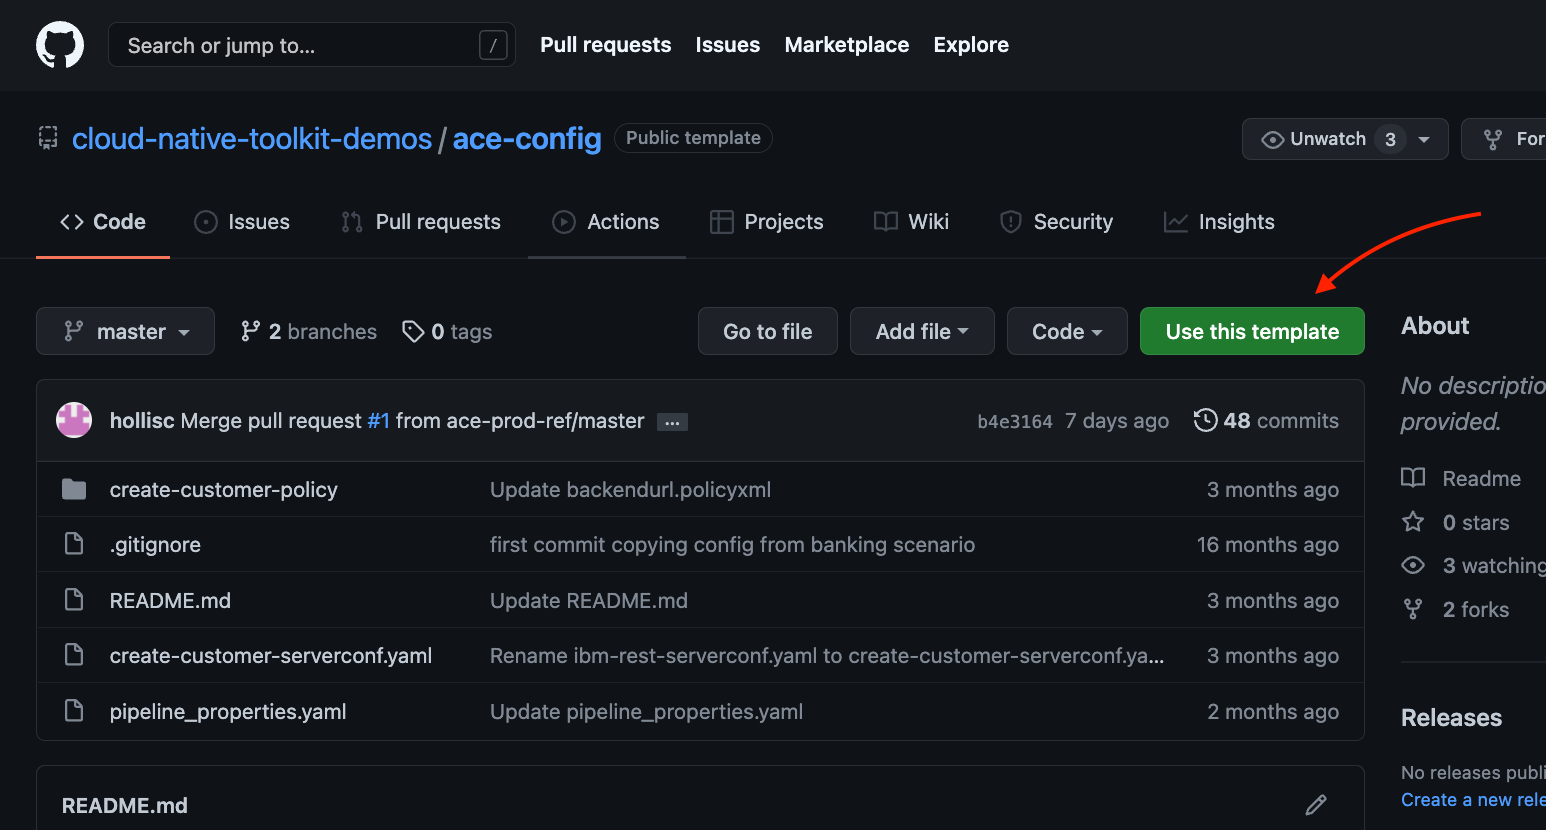 Search or jump to... / Pull requests Issues Marketplace Explore
cloud-native-toolkit-demos / ace-config Public template Unwatch 3 For
<> Code Issues Pull requests Actions Projects Wiki Security Insights
master 2 branches 0 tags Go to file Add file Code Use this template
About
No descriptio
provided.
hollisc Merge pull request #1 from ace-prod-ref/master ... b4e3164 7 days ago 48 commits
create-customer-policy Update backendurl.policyxml 3 months ago
.gitignore first commit copying config from banking scenario 16 months ago
README.md Update README.md 3 months ago
create-customer-serverconf.yaml Rename ibm-rest-serverconf.yaml to create-customer-serverconf.ya... 3 months ago
pipeline_properties.yaml Update pipeline_properties.yaml 2 months ago
Readme
0 stars
3 watching
2 forks
Releases
No releases publi
Create a new rele
README.md